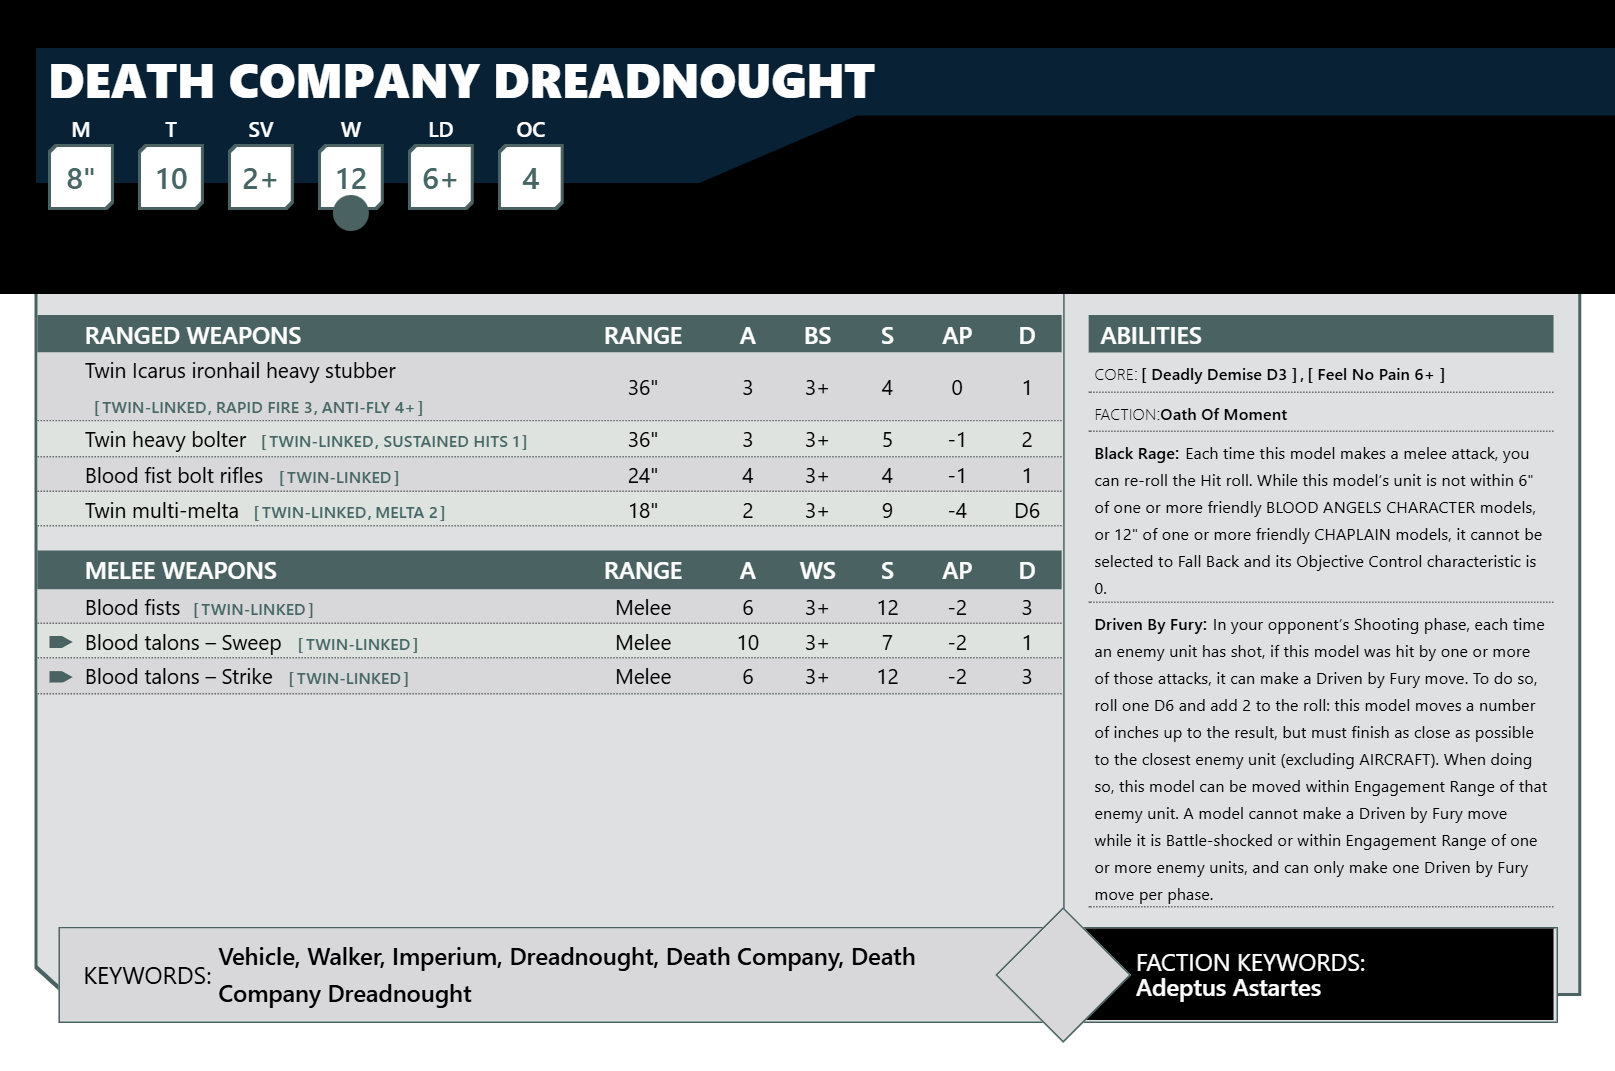 DEATH COMPANY DREADNOUGHT
M T SV W LD OC
8" 10 2+ 12 6+ 4
RANGED WEAPONS RANGE A BS S AP D
Twin Icarus ironhail heavy stubber
[TWIN-LINKED, RAPID FIRE 3, ANTI-FLY 4+] 36" 3 3+ 4 0 1
Twin heavy bolter [TWIN-LINKED, SUSTAINED HITS 1] 36" 3 3+ 5 -1 2
Blood fist bolt rifles [TWIN-LINKED] 24" 4 3+ 4 -1 1
Twin multi-melta [TWIN-LINKED, MELTA 2] 18" 2 3+ 9 -4 D6
MELEE WEAPONS RANGE A WS S AP D
Blood fists [TWIN-LINKED] Melee 6 3+ 12 -2 3
Blood talons – Sweep [TWIN-LINKED] Melee 10 3+ 7 -2 1
Blood talons – Strike [TWIN-LINKED] Melee 6 3+ 12 -2 3
ABILITIES
CORE: [ Deadly Demise D3 ] , [ Feel No Pain 6+ ]
FACTION:Oath Of Moment
Black Rage: Each time this model makes a melee attack, you
can re-roll the Hit roll. While this model's unit is not within 6"
of one or more friendly BLOOD ANGELS CHARACTER models,
or 12" of one or more friendly CHAPLAIN models, it cannot be
selected to Fall Back and its Objective Control characteristic is
0.
Driven By Fury: In your opponent's Shooting phase, each time
an enemy unit has shot, if this model was hit by one or more
of those attacks, it can make a Driven by Fury move. To do so,
roll one D6 and add 2 to the roll: this model moves a number
of inches up to the result, but must finish as close as possible
to the closest enemy unit (excluding AIRCRAFT). When doing
so, this model can be moved within Engagement Range of that
enemy unit. A model cannot make a Driven by Fury move
while it is Battle-shocked or within Engagement Range of one
or more enemy units, and can only make one Driven by Fury
move per phase.
KEYWORDS: Vehicle, Walker, Imperium, Dreadnought, Death Company, Death
Company Dreadnought
FACTION KEYWORDS:
Adeptus Astartes